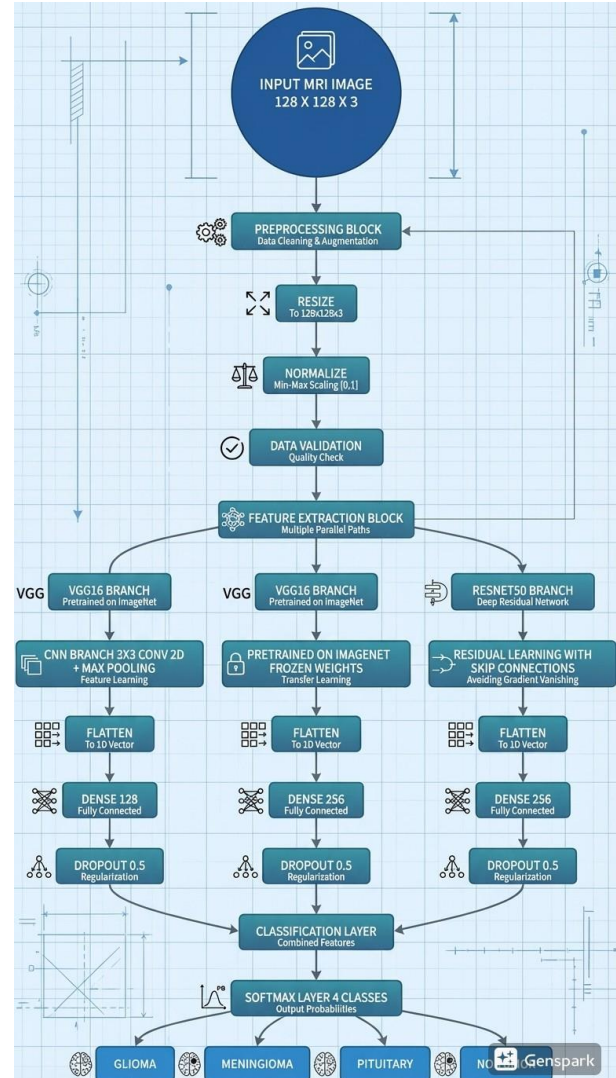 INPUT MRI IMAGE
128 X 128 X 3
PREPROCESSING BLOCK
Data Cleaning & Augmentation
RESIZE
To 128x128x3
NORMALIZE
Min-Max Scaling [0,1]
DATA VALIDATION
Quality Check
FEATURE EXTRACTION BLOCK
Multiple Parallel Paths
VGG
VGG16 BRANCH
Pretrained on ImageNet
VGG
VGG16 BRANCH
Pretrained on ImageNet
RESNET50 BRANCH
Deep Residual Network
CNN BRANCH 3X3 CONV 2D
+ MAX POOLING
Feature Learning
PRETRAINED ON IMAGENET
FROZEN WEIGHTS
Transfer Learning
RESIDUAL LEARNING WITH
SKIP CONNECTIONS
Avoiding Gradient Vanishing
FLATTEN
To 1D Vector
FLATTEN
To 1D Vector
FLATTEN
To 1D Vector
DENSE 128
Fully Connected
DENSE 256
Fully Connected
DENSE 256
Fully Connected
DROPOUT 0.5
Regularization
DROPOUT 0.5
Regularization
DROPOUT 0.5
Regularization
CLASSIFICATION LAYER
Combined Features
SOFTMAX LAYER 4 CLASSES
Output Probabilities
GLIOMA
MENINGIOMA
PITUITARY
Genspark